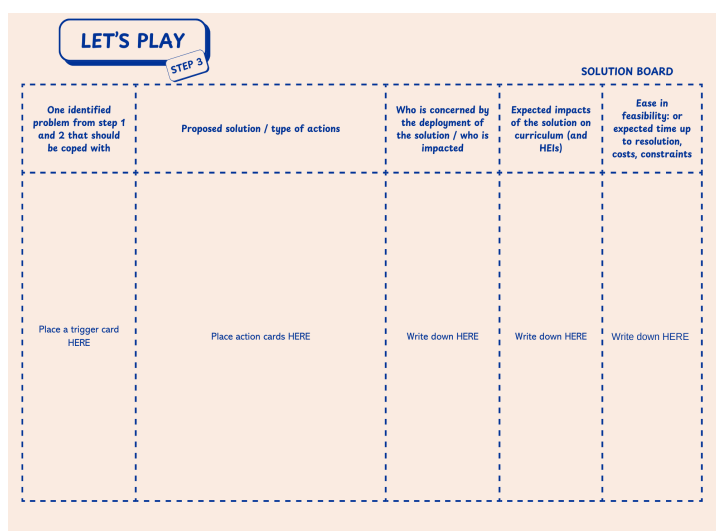 LET'S PLAY
STEP 3
SOLUTION BOARD
One identified
problem from step 1
and 2 that should
be coped with
Proposed solution / type of actions
Who is concerned by
the deployment of
the solution / who is
impacted
Expected impacts
of the solution on
curriculum (and
HEIs)
Ease in
feasibility: or
expected time up
to resolution,
costs, constraints
Place a trigger card
HERE
Place action cards HERE
Write down HERE
Write down HERE
Write down HERE